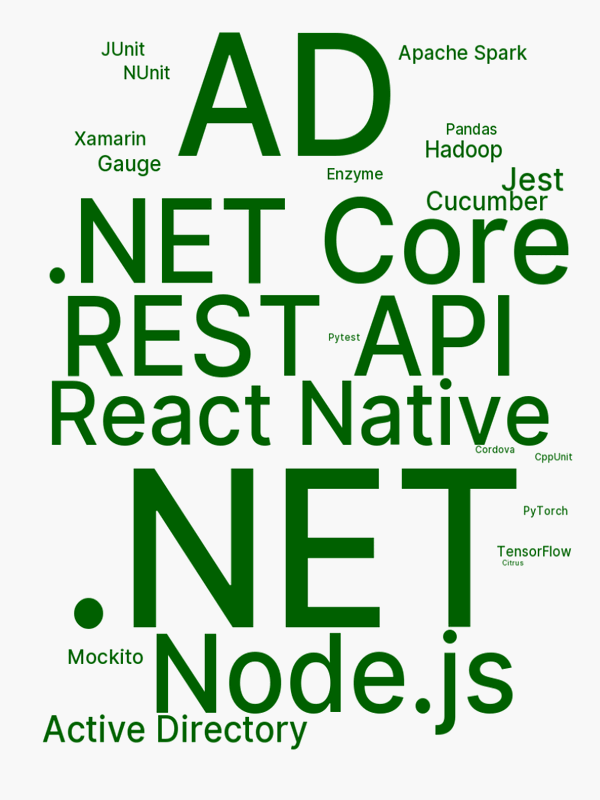 JUnit
AD
Apache Spark
NUnit
Pandas
Xamarin
Hadoop
Gauge
Enzyme
Jest
Cucumber
.NET Core
REST API
Pytest
React Native
Cordova
CppUnit
.NET
PyTorch
TensorFlow
Citrus
Mockito
Node.js
Active Directory